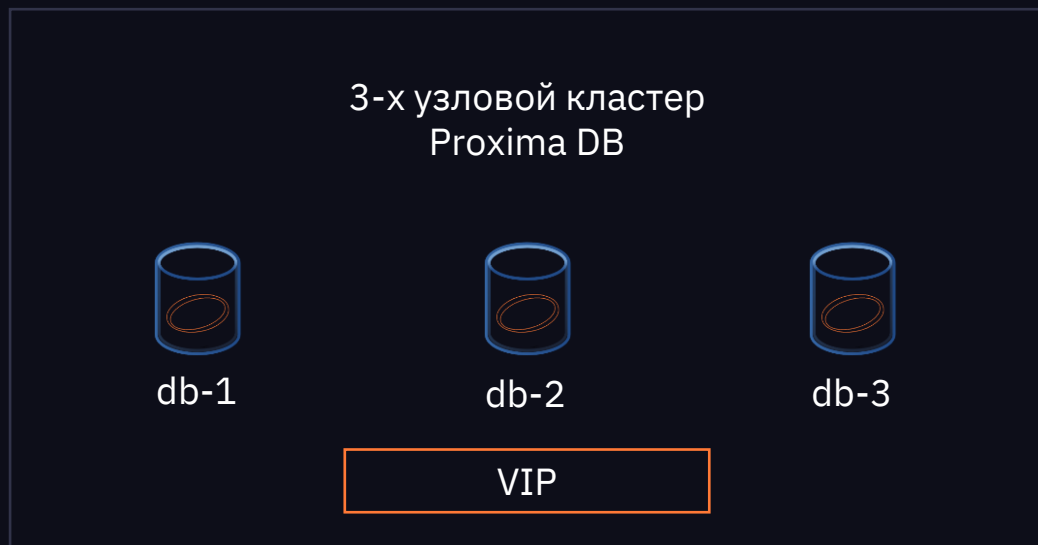 3-х узловой кластер
Proxima DB
db-1
db-2
db-3
VIP